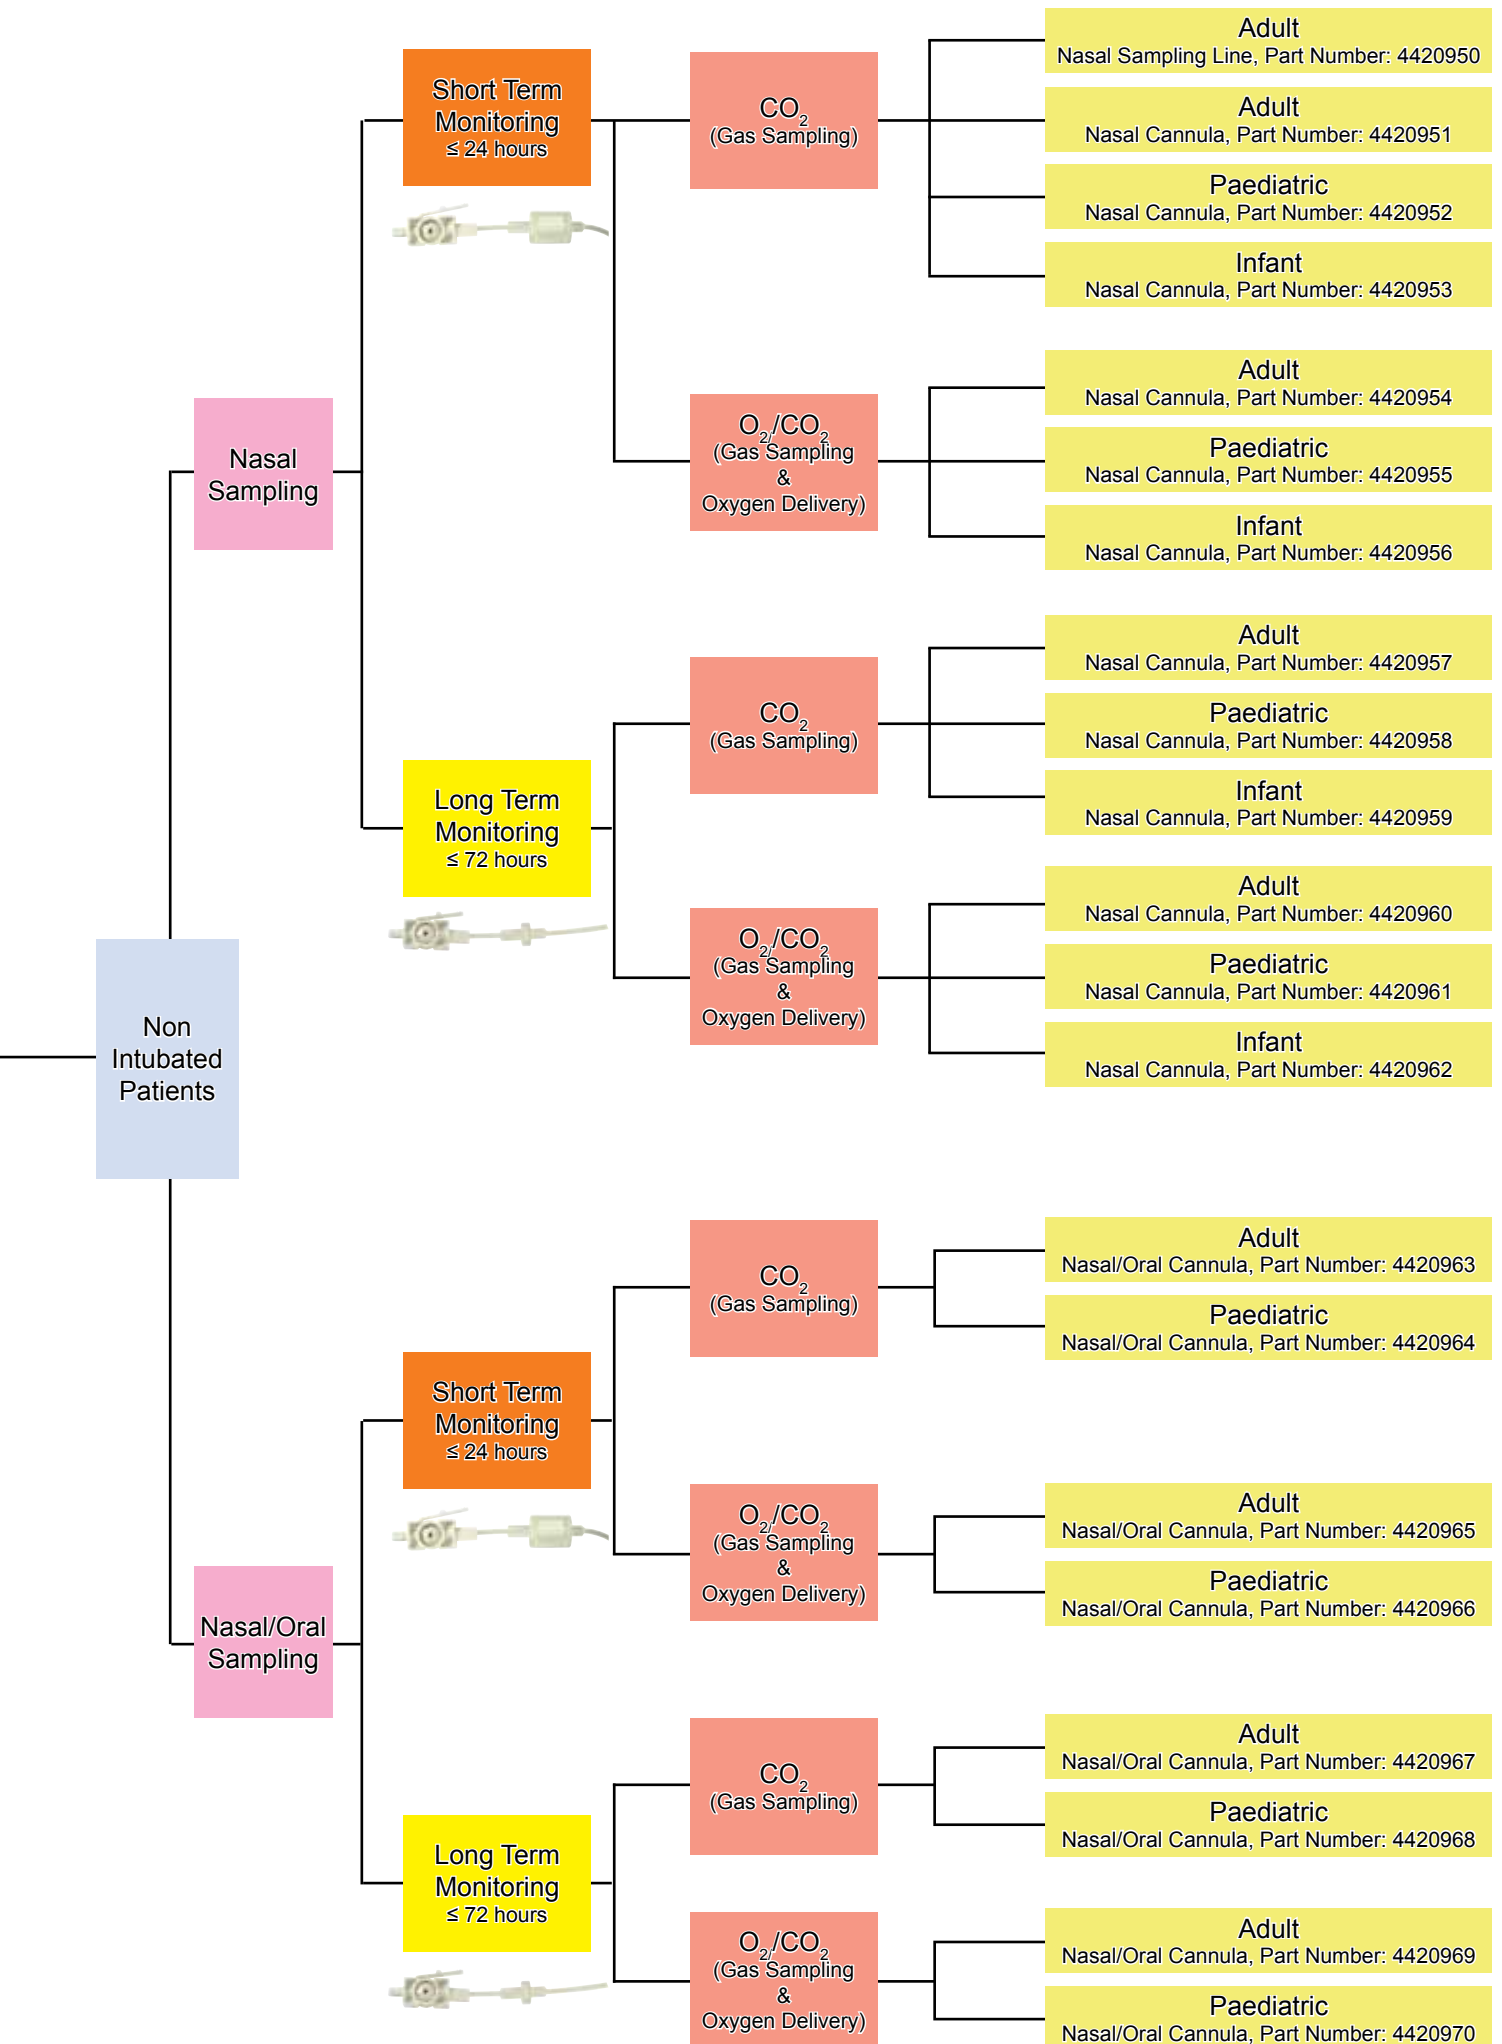 Non
Intubated
Patients
Nasal
Sampling
Short Term
Monitoring
≤ 24 hours
CO₂
(Gas Sampling)
Adult
Nasal Sampling Line, Part Number: 4420950
Adult
Nasal Cannula, Part Number: 4420951
Paediatric
Nasal Cannula, Part Number: 4420952
Infant
Nasal Cannula, Part Number: 4420953
O₂/CO₂
(Gas Sampling
&
Oxygen Delivery)
Adult
Nasal Cannula, Part Number: 4420954
Paediatric
Nasal Cannula, Part Number: 4420955
Infant
Nasal Cannula, Part Number: 4420956
Long Term
Monitoring
≤ 72 hours
CO₂
(Gas Sampling)
Adult
Nasal Cannula, Part Number: 4420957
Paediatric
Nasal Cannula, Part Number: 4420958
Infant
Nasal Cannula, Part Number: 4420959
O₂/CO₂
(Gas Sampling
&
Oxygen Delivery)
Adult
Nasal Cannula, Part Number: 4420960
Paediatric
Nasal Cannula, Part Number: 4420961
Infant
Nasal Cannula, Part Number: 4420962
Nasal/Oral
Sampling
Short Term
Monitoring
≤ 24 hours
CO₂
(Gas Sampling)
Adult
Nasal/Oral Cannula, Part Number: 4420963
Paediatric
Nasal/Oral Cannula, Part Number: 4420964
O₂/CO₂
(Gas Sampling
&
Oxygen Delivery)
Adult
Nasal/Oral Cannula, Part Number: 4420965
Paediatric
Nasal/Oral Cannula, Part Number: 4420966
Long Term
Monitoring
≤ 72 hours
CO₂
(Gas Sampling)
Adult
Nasal/Oral Cannula, Part Number: 4420967
Paediatric
Nasal/Oral Cannula, Part Number: 4420968
O₂/CO₂
(Gas Sampling
&
Oxygen Delivery)
Adult
Nasal/Oral Cannula, Part Number: 4420969
Paediatric
Nasal/Oral Cannula, Part Number: 4420970